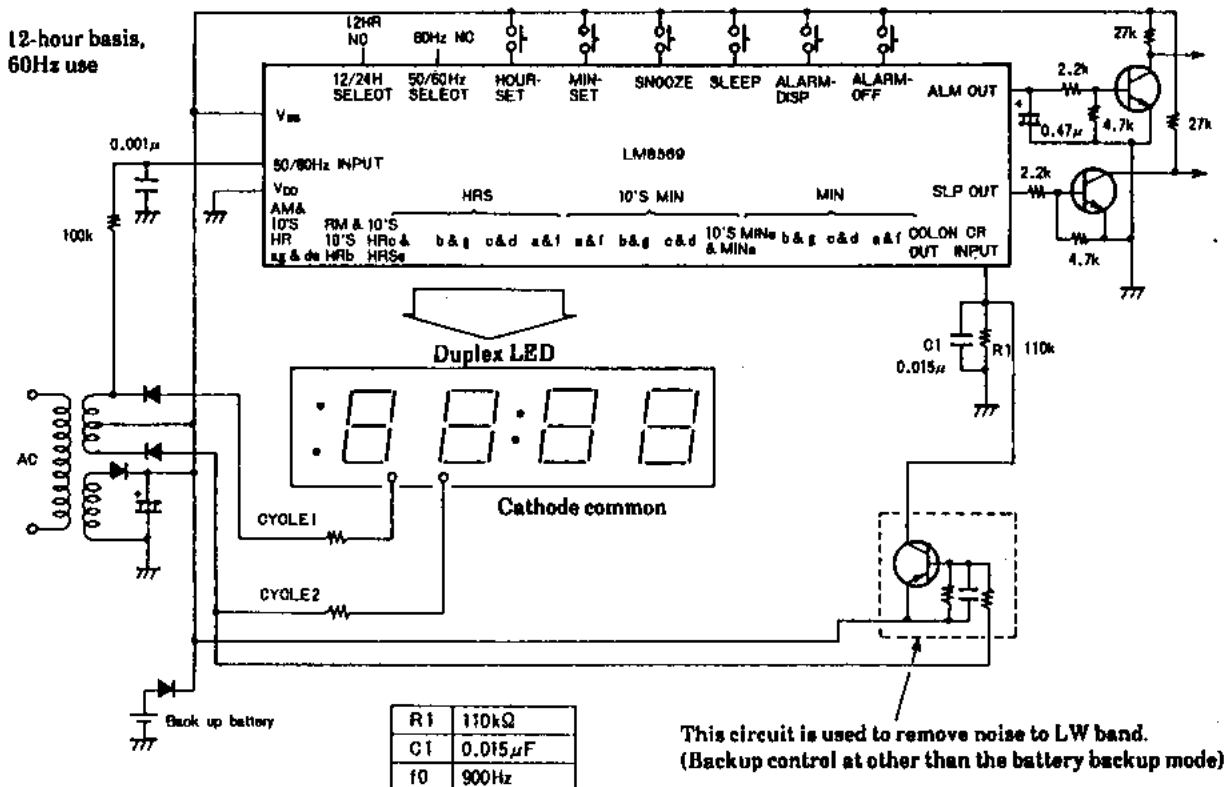 12-hour basis,
60Hz use
12HR
NC
60Hz NC
12/24H
SELECT
50/60Hz
SELECT
HOUR-
SET
MIN-
SET
SNOOZE
SLEEP
ALARM-
DISP
ALARM-
OFF
ALM OUT
27k
2.2k
4.7k
0.47μ
27k
0.001μ
50/60Hz INPUT
LM8569
VDD
100k
SLP OUT
2.2k
4.7k
HRS
10'S MIN
MIN
AM&
10'S
HR
RM &
10'S
HRb
10'S
HRc &
HRSe
b&g c&d a&f a&f b&g c&d
10'S MINe
& MINe
b&g c&d a&f
COLON
OUT
CR
INPUT
C1
0.015μ
R1
110k
Duplex LED
Cathode common
AC
CYCLE1
CYCLE2
Back up battery
R1 110kΩ
C1 0.015μF
f0 900Hz
This circuit is used to remove noise to LW band.
(Backup control at other than the battery backup mode)